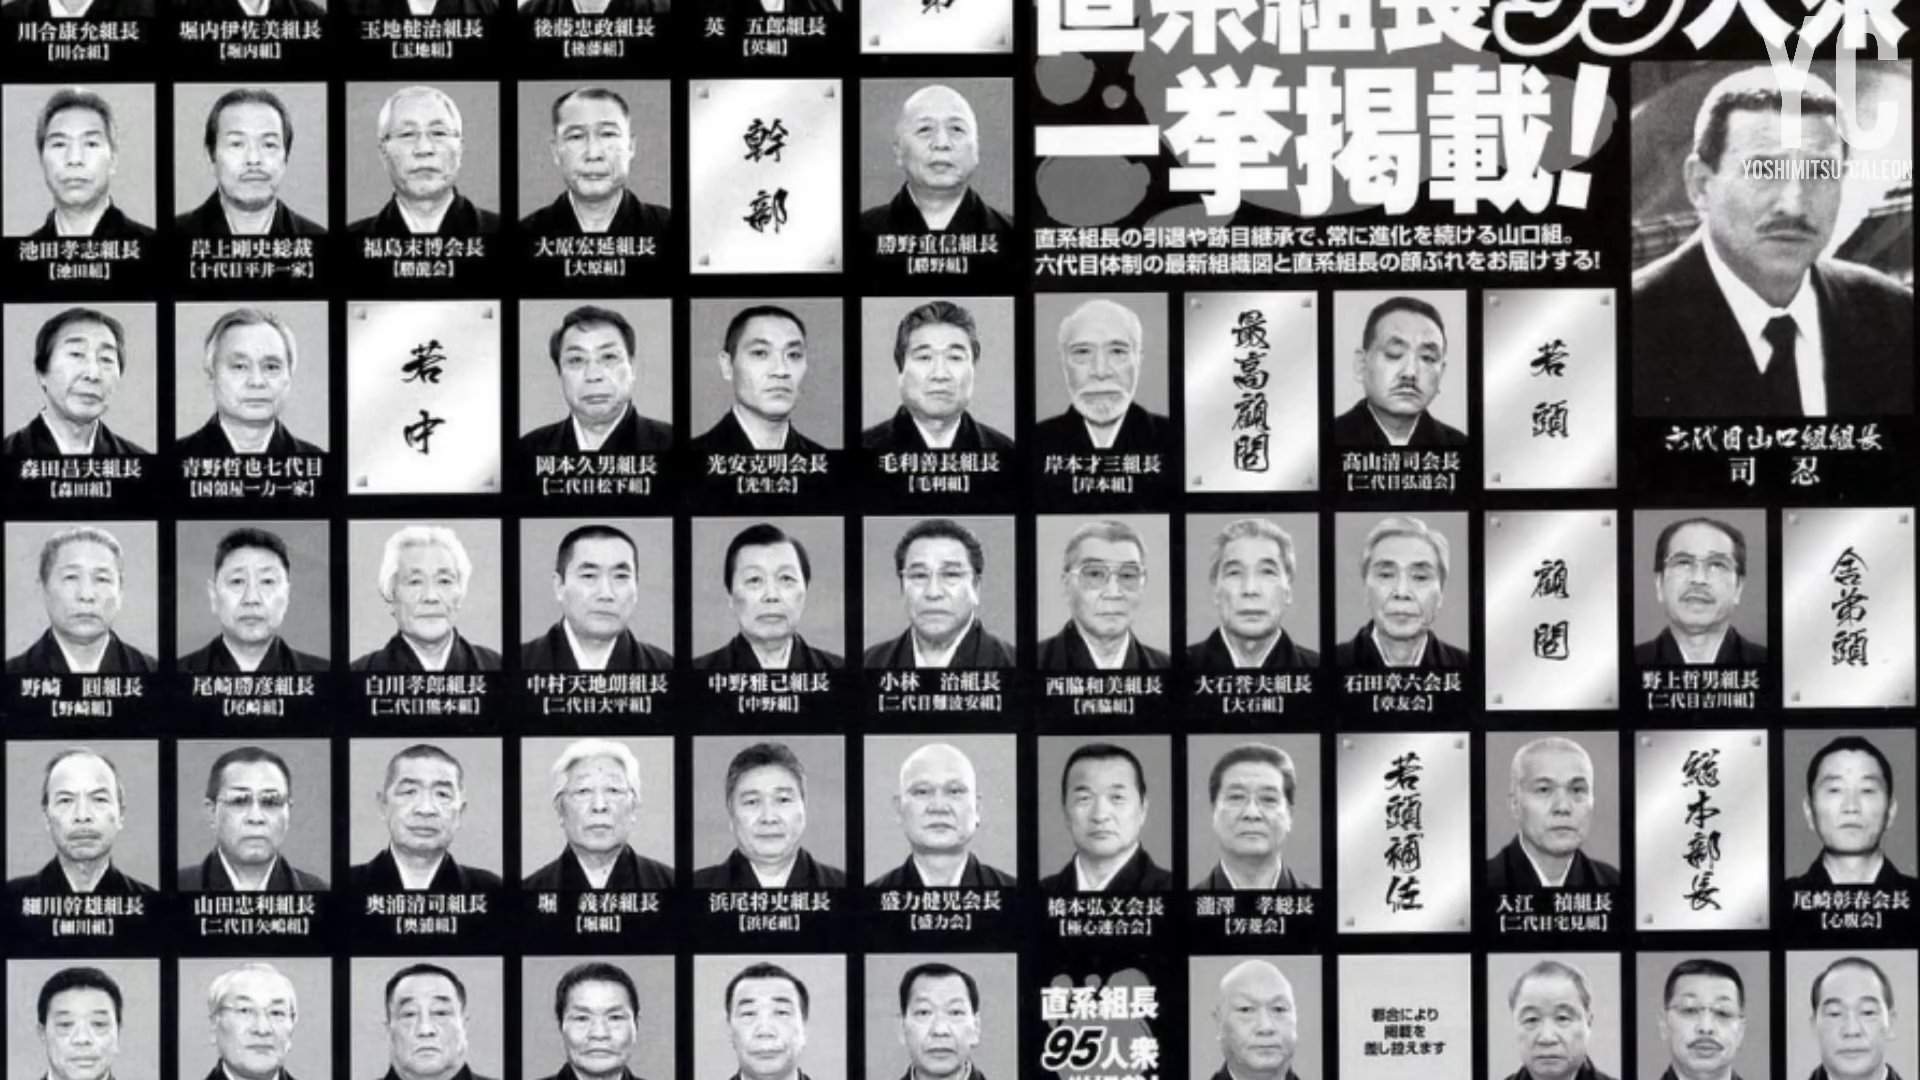 川合康允組長
【川合組】
堀内伊佐美組長
【堀内組】
玉地健治組長
【玉地組】
後藤忠政組長
【後藤組】
英 五郎組長
【英組】
直系組長95人衆
一挙掲載!
直系組長の引退や跡目継承で、常に進化を続ける山口組。
六代目体制の最新組織図と直系組長の顔ぶれをお届けする!
YC
YOSHIMITSU CALEON
池田孝志組長
【池田組】
岸上剛史総裁
【十代目平井一家】
福島末博会長
【勝龍会】
大原宏延組長
【大原組】
幹部
勝野重信組長
【勝野組】
森田昌夫組長
【森田組】
青野哲也七代目
【国領屋一力一家】
若中
岡本久男組長
【二代目松下組】
光安克明会長
【光生会】
毛利善長組長
【毛利組】
岸本才三組長
【岸本組】
最高顧問
髙山清司会長
【二代目弘道会】
若頭
六代目山口組組長
司 忍
野崎 圓組長
【野崎組】
尾崎勝彦組長
【尾崎組】
白川孝郎組長
【二代目熊本組】
中村天地朗組長
【二代目大平組】
中野雅己組長
【中野組】
小林 治組長
【二代目難波安組】
西脇和美組長
【西脇組】
大石誉夫組長
【大石組】
石田章六会長
【章友会】
顧問
野上哲男組長
【二代目吉川組】
舎弟頭
細川幹雄組長
【細川組】
山田忠利組長
【二代目矢嶋組】
奥浦清司組長
【奥浦組】
堀 義春組長
【堀組】
浜尾将史組長
【浜尾組】
盛力健児会長
【盛力会】
橋本弘文会長
【極心連合会】
瀧澤 孝総長
【芳菱会】
若頭補佐
入江 禎組長
【二代目宅見組】
総本部長
尾崎彰春会長
【心腹会】
直系組長
95人衆
都合により
掲載を
差し控えます